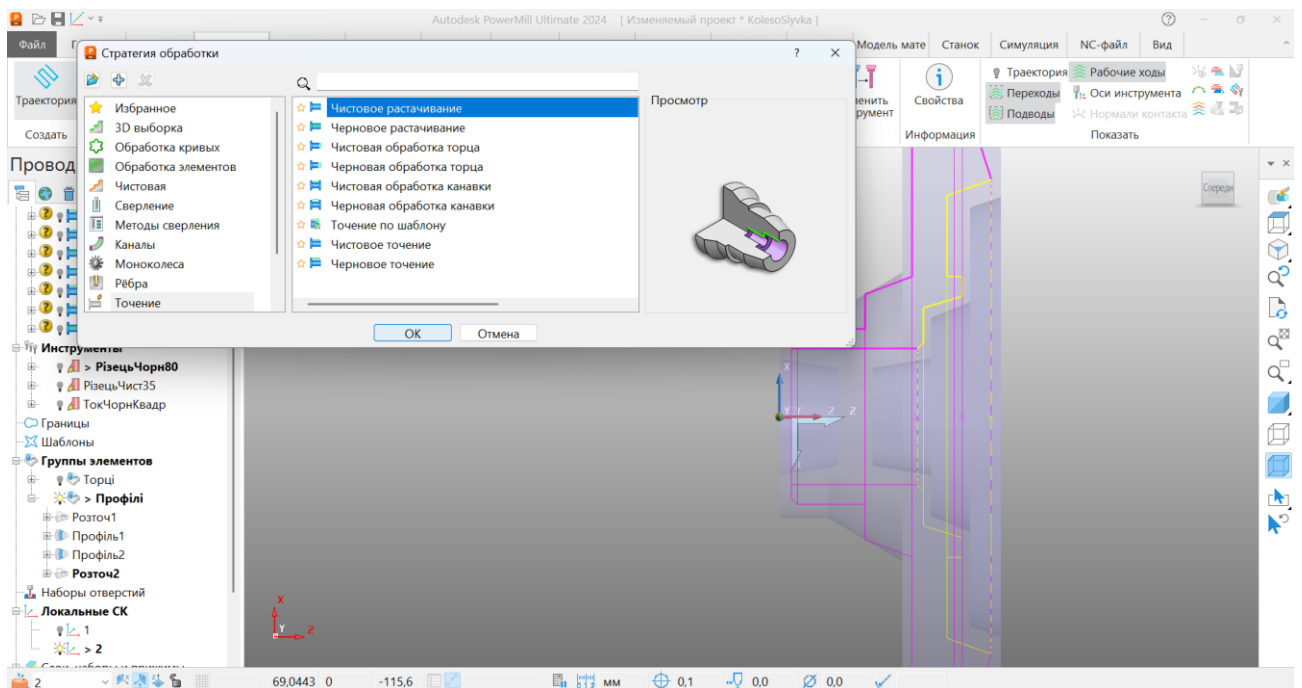 Autodesk PowerMill Ultimate 2024 [ Изменяемый проект * KolesoSlyvka ]
Файл
Модель мате Станок Симуляция NC-файл Вид
Стратегия обработки ? ×
Траектория
Создать
Избранное
3D выборка
Обработка кривых
Обработка элементов
Чистовая
Сверление
Методы сверления
Каналы
Моноколеса
Рёбра
Точение
Чистовое растачивание
Черновое растачивание
Чистовая обработка торца
Черновая обработка торца
Чистовая обработка канавки
Черновая обработка канавки
Точение по шаблону
Чистовое точение
Черновое точение
Просмотр
OK Отмена
Свойства
Информация
Траектория Рабочие ходы
Переходы Оси инструмента
Подводы Нормали контакта
Показать
Спереди
Провод
Инструменты
> РізецьЧорн80
РізецьЧист35
ТокЧорнКвадр
Границы
Шаблоны
Группы элементов
Торці
> Профілі
Розточ1
Профіль1
Профіль2
Розточ2
Наборы отверстий
Локальные СК
1
> 2
X
Y Y Z Z
X
X
Y Z
2 69,0443 0 -115,6 мм 0,1 0,0 0,0